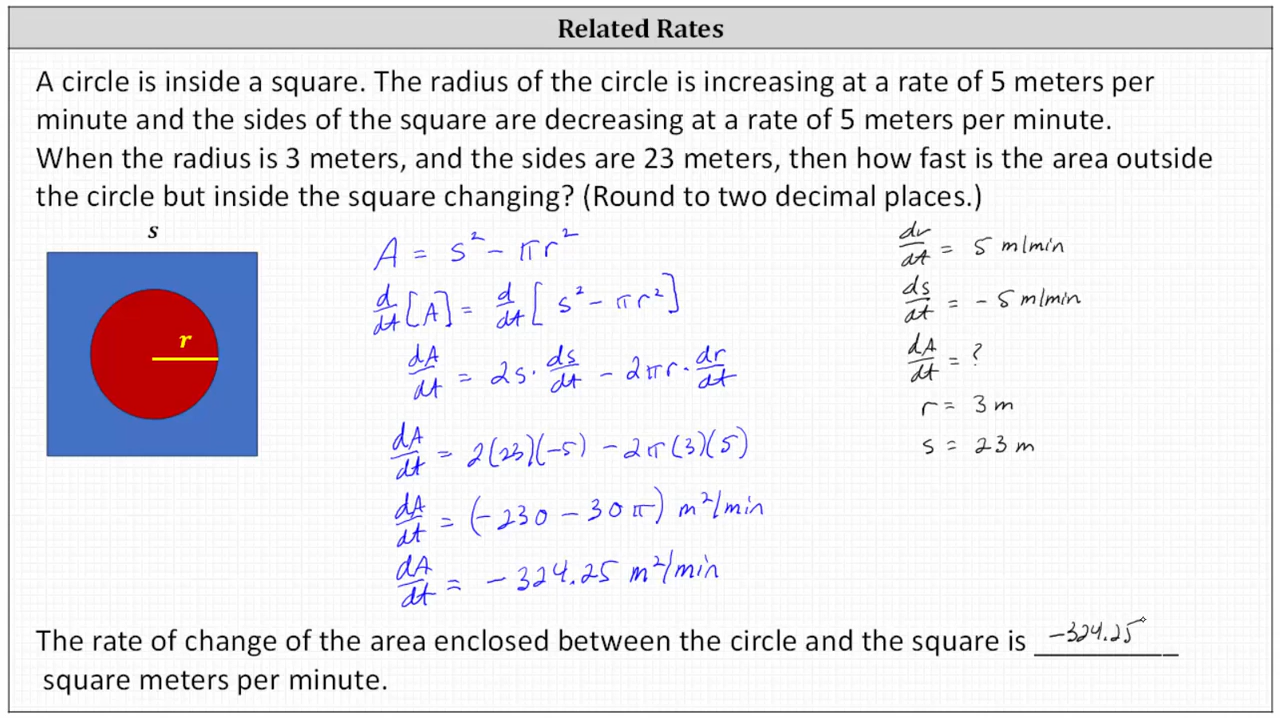 Related Rates
A circle is inside a square. The radius of the circle is increasing at a rate of 5 meters per
minute and the sides of the square are decreasing at a rate of 5 meters per minute.
When the radius is 3 meters, and the sides are 23 meters, then how fast is the area outside
the circle but inside the square changing? (Round to two decimal places.)
s
r
A = s² − πr²
d/dt [A] = d/dt [ s² − πr² ]
dA/dt = 2s · ds/dt − 2πr · dr/dt
dA/dt = 2(23)(−5) − 2π(3)(5)
dA/dt = (−230 − 30π) m²/min
dA/dt = −324.25 m²/min
dr/dt = 5 m/min
ds/dt = −5 m/min
dA/dt = ?
r = 3 m
s = 23 m
The rate of change of the area enclosed between the circle and the square is −324.25
square meters per minute.